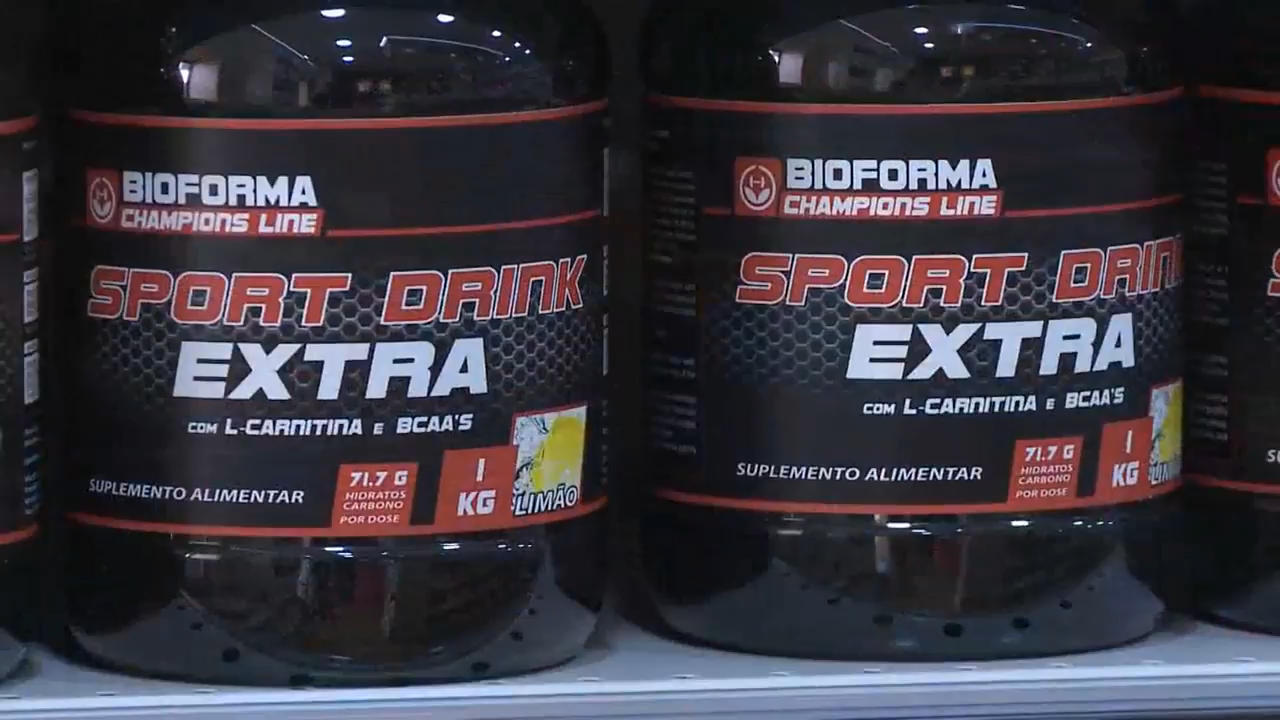 BIOFORMA
CHAMPIONS LINE
SPORT DRINK
EXTRA
COM L-CARNITINA E BCAA'S
SUPLEMENTO ALIMENTAR
71.7 G
HIDRATOS
CARBONO
POR DOSE
1
KG
LIMÃO
BIOFORMA
CHAMPIONS LINE
SPORT DRINK
EXTRA
COM L-CARNITINA E BCAA'S
SUPLEMENTO ALIMENTAR
71.7 G
HIDRATOS
CARBONO
POR DOSE
1
KG